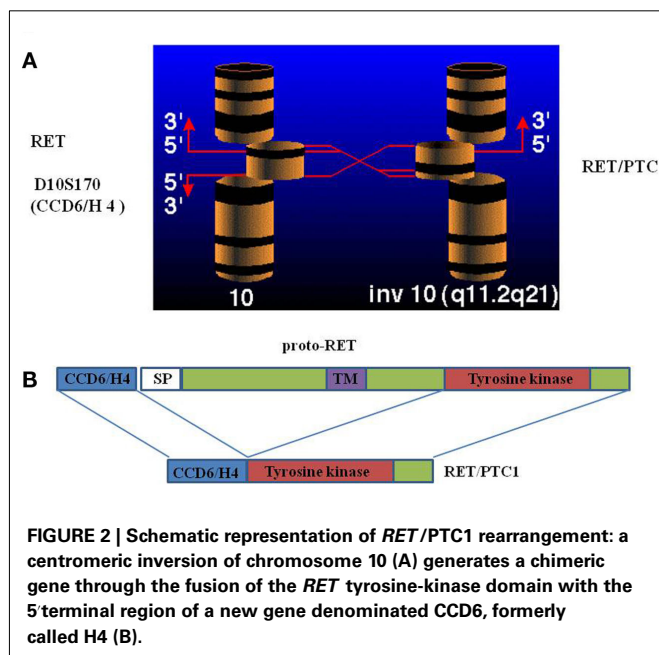 A
3' 3'
5' 5'
RET
RET/PTC
D10S170
(CCD6/H 4 )
5'
3'
10 inv 10 (q11.2q21)
proto-RET
B CCD6/H4 SP TM Tyrosine kinase
CCD6/H4 Tyrosine kinase RET/PTC1
FIGURE 2 | Schematic representation of RET/PTC1 rearrangement: a
centromeric inversion of chromosome 10 (A) generates a chimeric
gene through the fusion of the RET tyrosine-kinase domain with the
5′terminal region of a new gene denominated CCD6, formerly
called H4 (B).